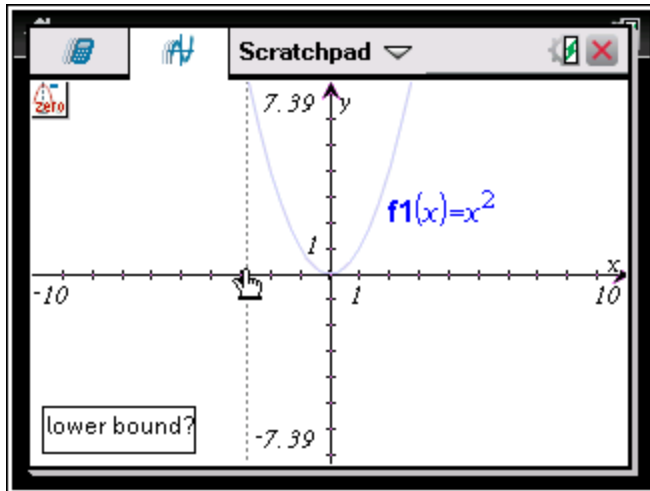 Scratchpad
zero
7.39 y
f1(x)=x²
1
x
-10 1 10
lower bound?
-7.39